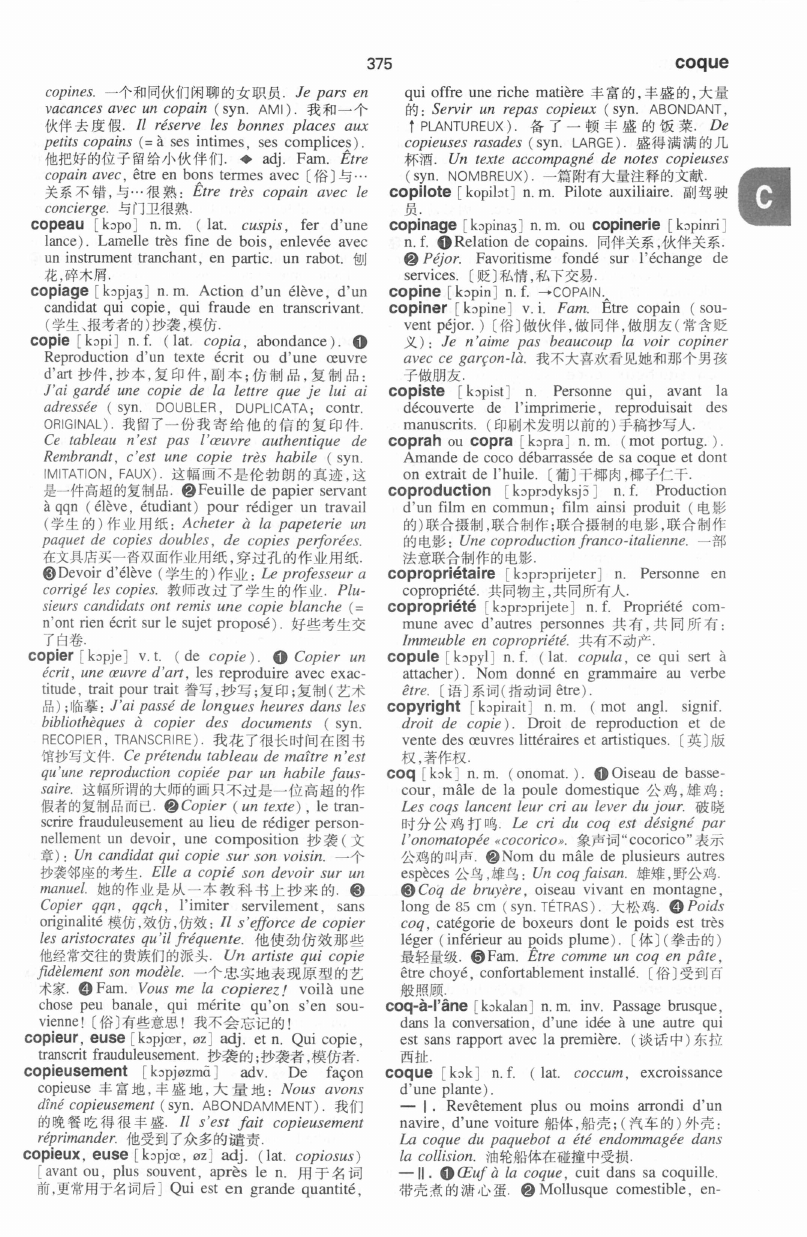 375
coque
copines. 一个和同伙们闲聊的女职员. Je pars en
vacances avec un copain (syn. AMI). 我和一个
伙伴去度假. Il réserve les bonnes places aux
petits copains (= à ses intimes, ses complices).
他把好的位子留给小伙伴们. ◆ adj. Fam. Être
copain avec, être en bons termes avec [俗]与…
关系不错,与…很熟: Être très copain avec le
concierge. 与门卫很熟.
copeau [kɔpo] n. m. ( lat. cuspis, fer d'une
lance). Lamelle très fine de bois, enlevée avec
un instrument tranchant, en partic. un rabot. 刨
花,碎木屑.
copiage [kɔpjaʒ] n. m. Action d'un élève, d'un
candidat qui copie, qui fraude en transcrivant.
(学生、报考者的)抄袭,模仿.
copie [kɔpi] n. f. ( lat. copia, abondance). ❶
Reproduction d'un texte écrit ou d'une œuvre
d'art 抄件,抄本,复印件,副本;仿制品,复制品:
J'ai gardé une copie de la lettre que je lui ai
adressée ( syn. DOUBLER, DUPLICATA; contr.
ORIGINAL). 我留了一份我寄给他的信的复印件.
Ce tableau n'est pas l'œuvre authentique de
Rembrandt, c'est une copie très habile ( syn.
IMITATION, FAUX). 这幅画不是伦勃朗的真迹,这
是一件高超的复制品. ❷Feuille de papier servant
à qqn (élève, étudiant) pour rédiger un travail
(学生的)作业用纸: Acheter à la papeterie un
paquet de copies doubles, de copies perforées.
在文具店买一沓双面作业用纸,穿过孔的作业用纸.
❸Devoir d'élève (学生的)作业: Le professeur a
corrigé les copies. 教师改过了学生的作业. Plu-
sieurs candidats ont remis une copie blanche (=
n'ont rien écrit sur le sujet proposé). 好些考生交
了白卷.
copier [kɔpje] v. t. ( de copie). ❶ Copier un
écrit, une œuvre d'art, les reproduire avec exac-
titude, trait pour trait 誊写,抄写;复印;复制(艺术
品);临摹: J'ai passé de longues heures dans les
bibliothèques à copier des documents ( syn.
RECOPIER, TRANSCRIRE). 我花了很长时间在图书
馆抄写文件. Ce prétendu tableau de maître n'est
qu'une reproduction copiée par un habile faus-
saire. 这幅所谓的大师的画只不过是一位高超的作
假者的复制品而已. ❷Copier (un texte), le tran-
scrire frauduleusement au lieu de rédiger person-
nellement un devoir, une composition 抄袭(文
章): Un candidat qui copie sur son voisin. 一个
抄袭邻座的考生. Elle a copié son devoir sur un
manuel. 她的作业是从一本教科书上抄来的. ❸
Copier qqn, qqch, l'imiter servilement, sans
originalité 模仿,效仿,仿效: Il s'efforce de copier
les aristocrates qu'il fréquente. 他使劲仿效那些
他经常交往的贵族们的派头. Un artiste qui copie
fidèlement son modèle. 一个忠实地表现原型的艺
术家. ❹ Fam. Vous me la copierez! voilà une
chose peu banale, qui mérite qu'on s'en sou-
vienne! [俗]有些意思! 我不会忘记的!
copieur, euse [kɔpjœr, øz] adj. et n. Qui copie,
transcrit frauduleusement. 抄袭的;抄袭者,模仿者.
copieusement [kɔpjøzmɑ̃] adv. De façon
copieuse 丰富地,丰盛地,大量地: Nous avons
dîné copieusement (syn. ABONDAMMENT). 我们
的晚餐吃得很丰盛. Il s'est fait copieusement
réprimander. 他受到了众多的谴责.
copieux, euse [kɔpjœ, øz] adj. (lat. copiosus)
[avant ou, plus souvent, après le n. 用于名词
前,更常用于名词后] Qui est en grande quantité,
qui offre une riche matière 丰富的,丰盛的,大量
的: Servir un repas copieux (syn. ABONDANT,
↑ PLANTUREUX). 备了一顿丰盛的饭菜. De
copieuses rasades (syn. LARGE). 盛得满满的几
杯酒. Un texte accompagné de notes copieuses
(syn. NOMBREUX). 一篇附有大量注释的文献.
copilote [kopilɔt] n. m. Pilote auxiliaire. 副驾驶
员.
copinage [kɔpinaʒ] n. m. ou copinerie [kɔpinri]
n. f. ❶Relation de copains. 同伴关系,伙伴关系.
❷ Péjor. Favoritisme fondé sur l'échange de
services. [贬]私情,私下交易.
copine [kɔpin] n. f. →COPAIN.
copiner [kɔpine] v. i. Fam. Être copain (sou-
vent péjor.) [俗]做伙伴,做同伴,做朋友(常含贬
义): Je n'aime pas beaucoup la voir copiner
avec ce garçon-là. 我不大喜欢看见她和那个男孩
子做朋友.
copiste [kɔpist] n. Personne qui, avant la
découverte de l'imprimerie, reproduisait des
manuscrits. (印刷术发明以前的)手稿抄写人.
coprah ou copra [kɔpra] n. m. (mot portug.).
Amande de coco débarrassée de sa coque et dont
on extrait de l'huile. [葡]干椰肉,椰子仁干.
coproduction [kɔprɔdyksjɔ̃] n. f. Production
d'un film en commun; film ainsi produit (电影
的)联合摄制,联合制作;联合摄制的电影,联合制作
的电影: Une coproduction franco-italienne. 一部
法意联合制作的电影.
copropriétaire [kɔprɔprijetɛr] n. Personne en
copropriété. 共同物主,共同所有人.
copropriété [kɔprɔprijete] n. f. Propriété com-
mune avec d'autres personnes 共有,共同所有:
Immeuble en copropriété. 共有不动产.
copule [kɔpyl] n. f. (lat. copula, ce qui sert à
attacher). Nom donné en grammaire au verbe
être. [语]系词(指动词 être).
copyright [kɔpirait] n. m. ( mot angl. signif.
droit de copie). Droit de reproduction et de
vente des œuvres littéraires et artistiques. [英]版
权,著作权.
coq [kɔk] n. m. (onomat.). ❶Oiseau de basse-
cour, mâle de la poule domestique 公鸡,雄鸡:
Les coqs lancent leur cri au lever du jour. 破晓
时分公鸡打鸣. Le cri du coq est désigné par
l'onomatopée «cocorico». 象声词“cocorico”表示
公鸡的叫声. ❷Nom du mâle de plusieurs autres
espèces 公鸟,雄鸟: Un coq faisan. 雄雉,野公鸡.
❸Coq de bruyère, oiseau vivant en montagne,
long de 85 cm (syn. TÉTRAS). 大松鸡. ❹Poids
coq, catégorie de boxeurs dont le poids est très
léger (inférieur au poids plume). [体](拳击的)
最轻量级. ❺Fam. Être comme un coq en pâte,
être choyé, confortablement installé. [俗]受到百
般照顾.
coq-à-l'âne [kɔkalan] n. m. inv. Passage brusque,
dans la conversation, d'une idée à une autre qui
est sans rapport avec la première. (谈话中)东拉
西扯.
coque [kɔk] n. f. ( lat. coccum, excroissance
d'une plante).
— I. Revêtement plus ou moins arrondi d'un
navire, d'une voiture 船体,船壳;(汽车的)外壳:
La coque du paquebot a été endommagée dans
la collision. 油轮船体在碰撞中受损.
— II. ❶Œuf à la coque, cuit dans sa coquille.
带壳煮的溏心蛋. ❷Mollusque comestible, en-
C